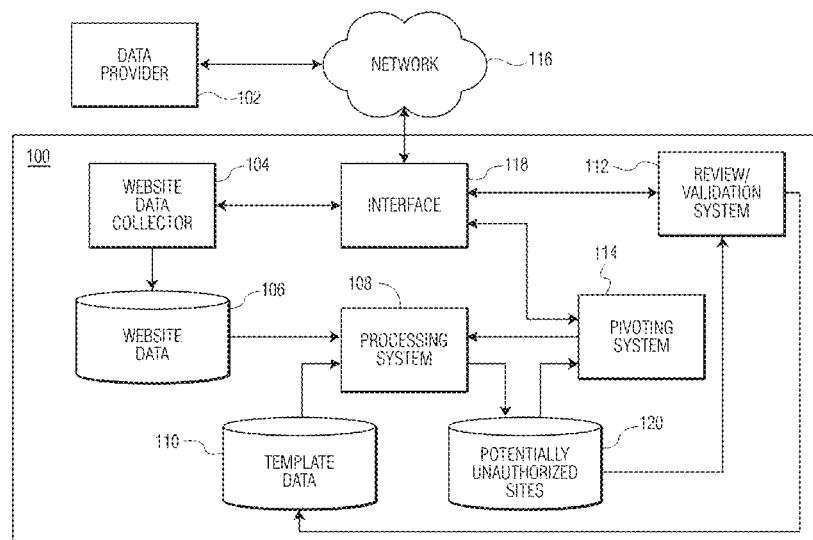 DATA
PROVIDER
102
NETWORK
116
100
WEBSITE
DATA
COLLECTOR
104
INTERFACE
118
112
REVIEW/
VALIDATION
SYSTEM
114
106
WEBSITE
DATA
108
PROCESSING
SYSTEM
PIVOTING
SYSTEM
110
TEMPLATE
DATA
POTENTIALLY
UNAUTHORIZED
SITES
120